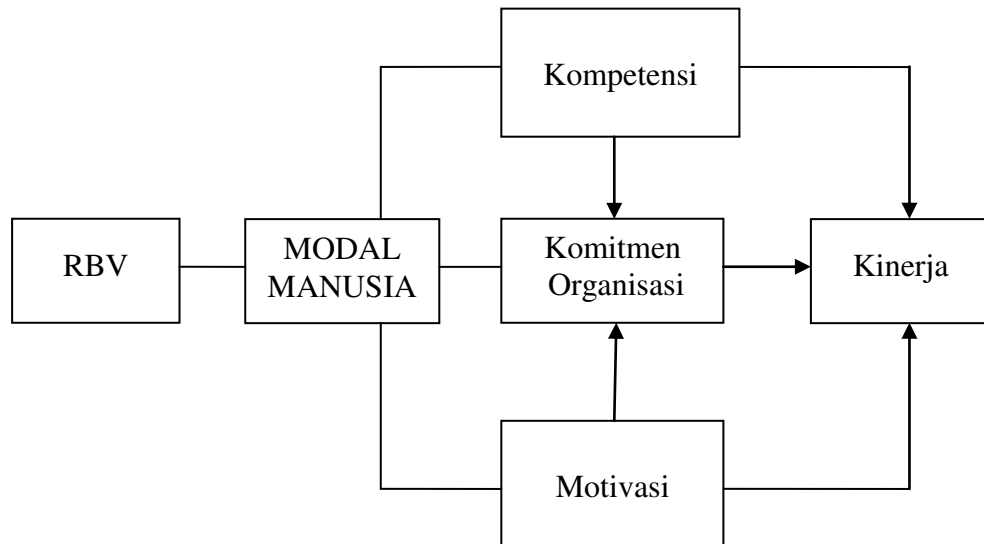 Kompetensi
RBV
MODAL
MANUSIA
Komitmen
Organisasi
Kinerja
Motivasi